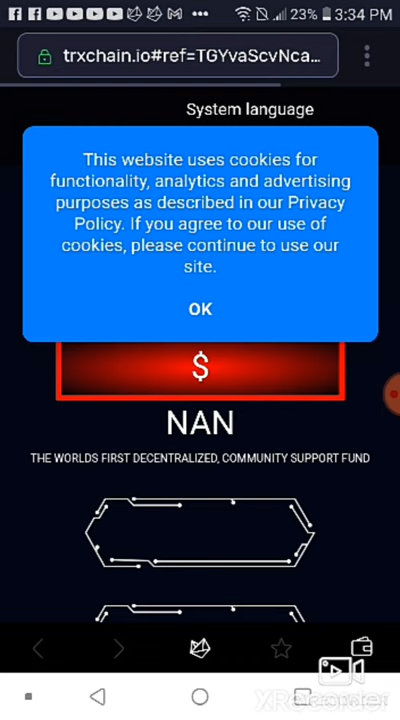 23% 3:34 PM
trxchain.io#ref=TGYvaScvNca...
System language
This website uses cookies for
functionality, analytics and advertising
purposes as described in our Privacy
Policy. If you agree to our use of
cookies, please continue to use our
site.
OK
$
NAN
THE WORLDS FIRST DECENTRALIZED, COMMUNITY SUPPORT FUND
XRecorder